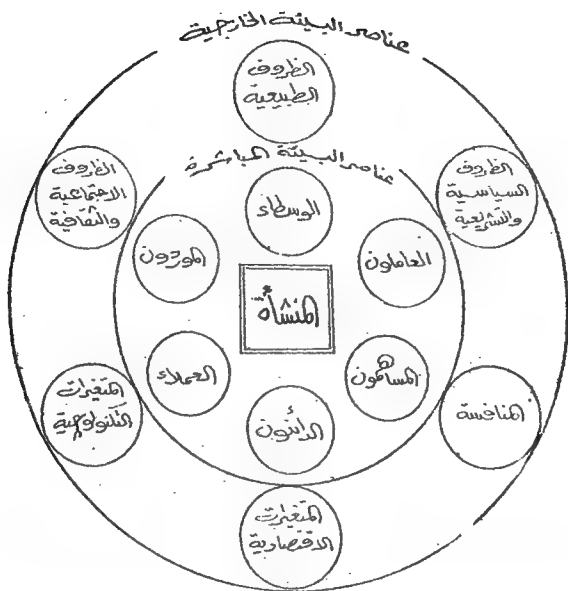 عناصر البيئة الخارجية
الظروف
الطبيعية
الظروف
السياسية
والتشريعية
الظروف
الاجتماعية
والثقافية
عناصر البيئة المباشرة
الوسطاء
العاملون
الموردون
المنشأة
المساهمون
العملاء
الدائنون
المنافسة
المتغيرات
التكنولوجية
المتغيرات
الاقتصادية